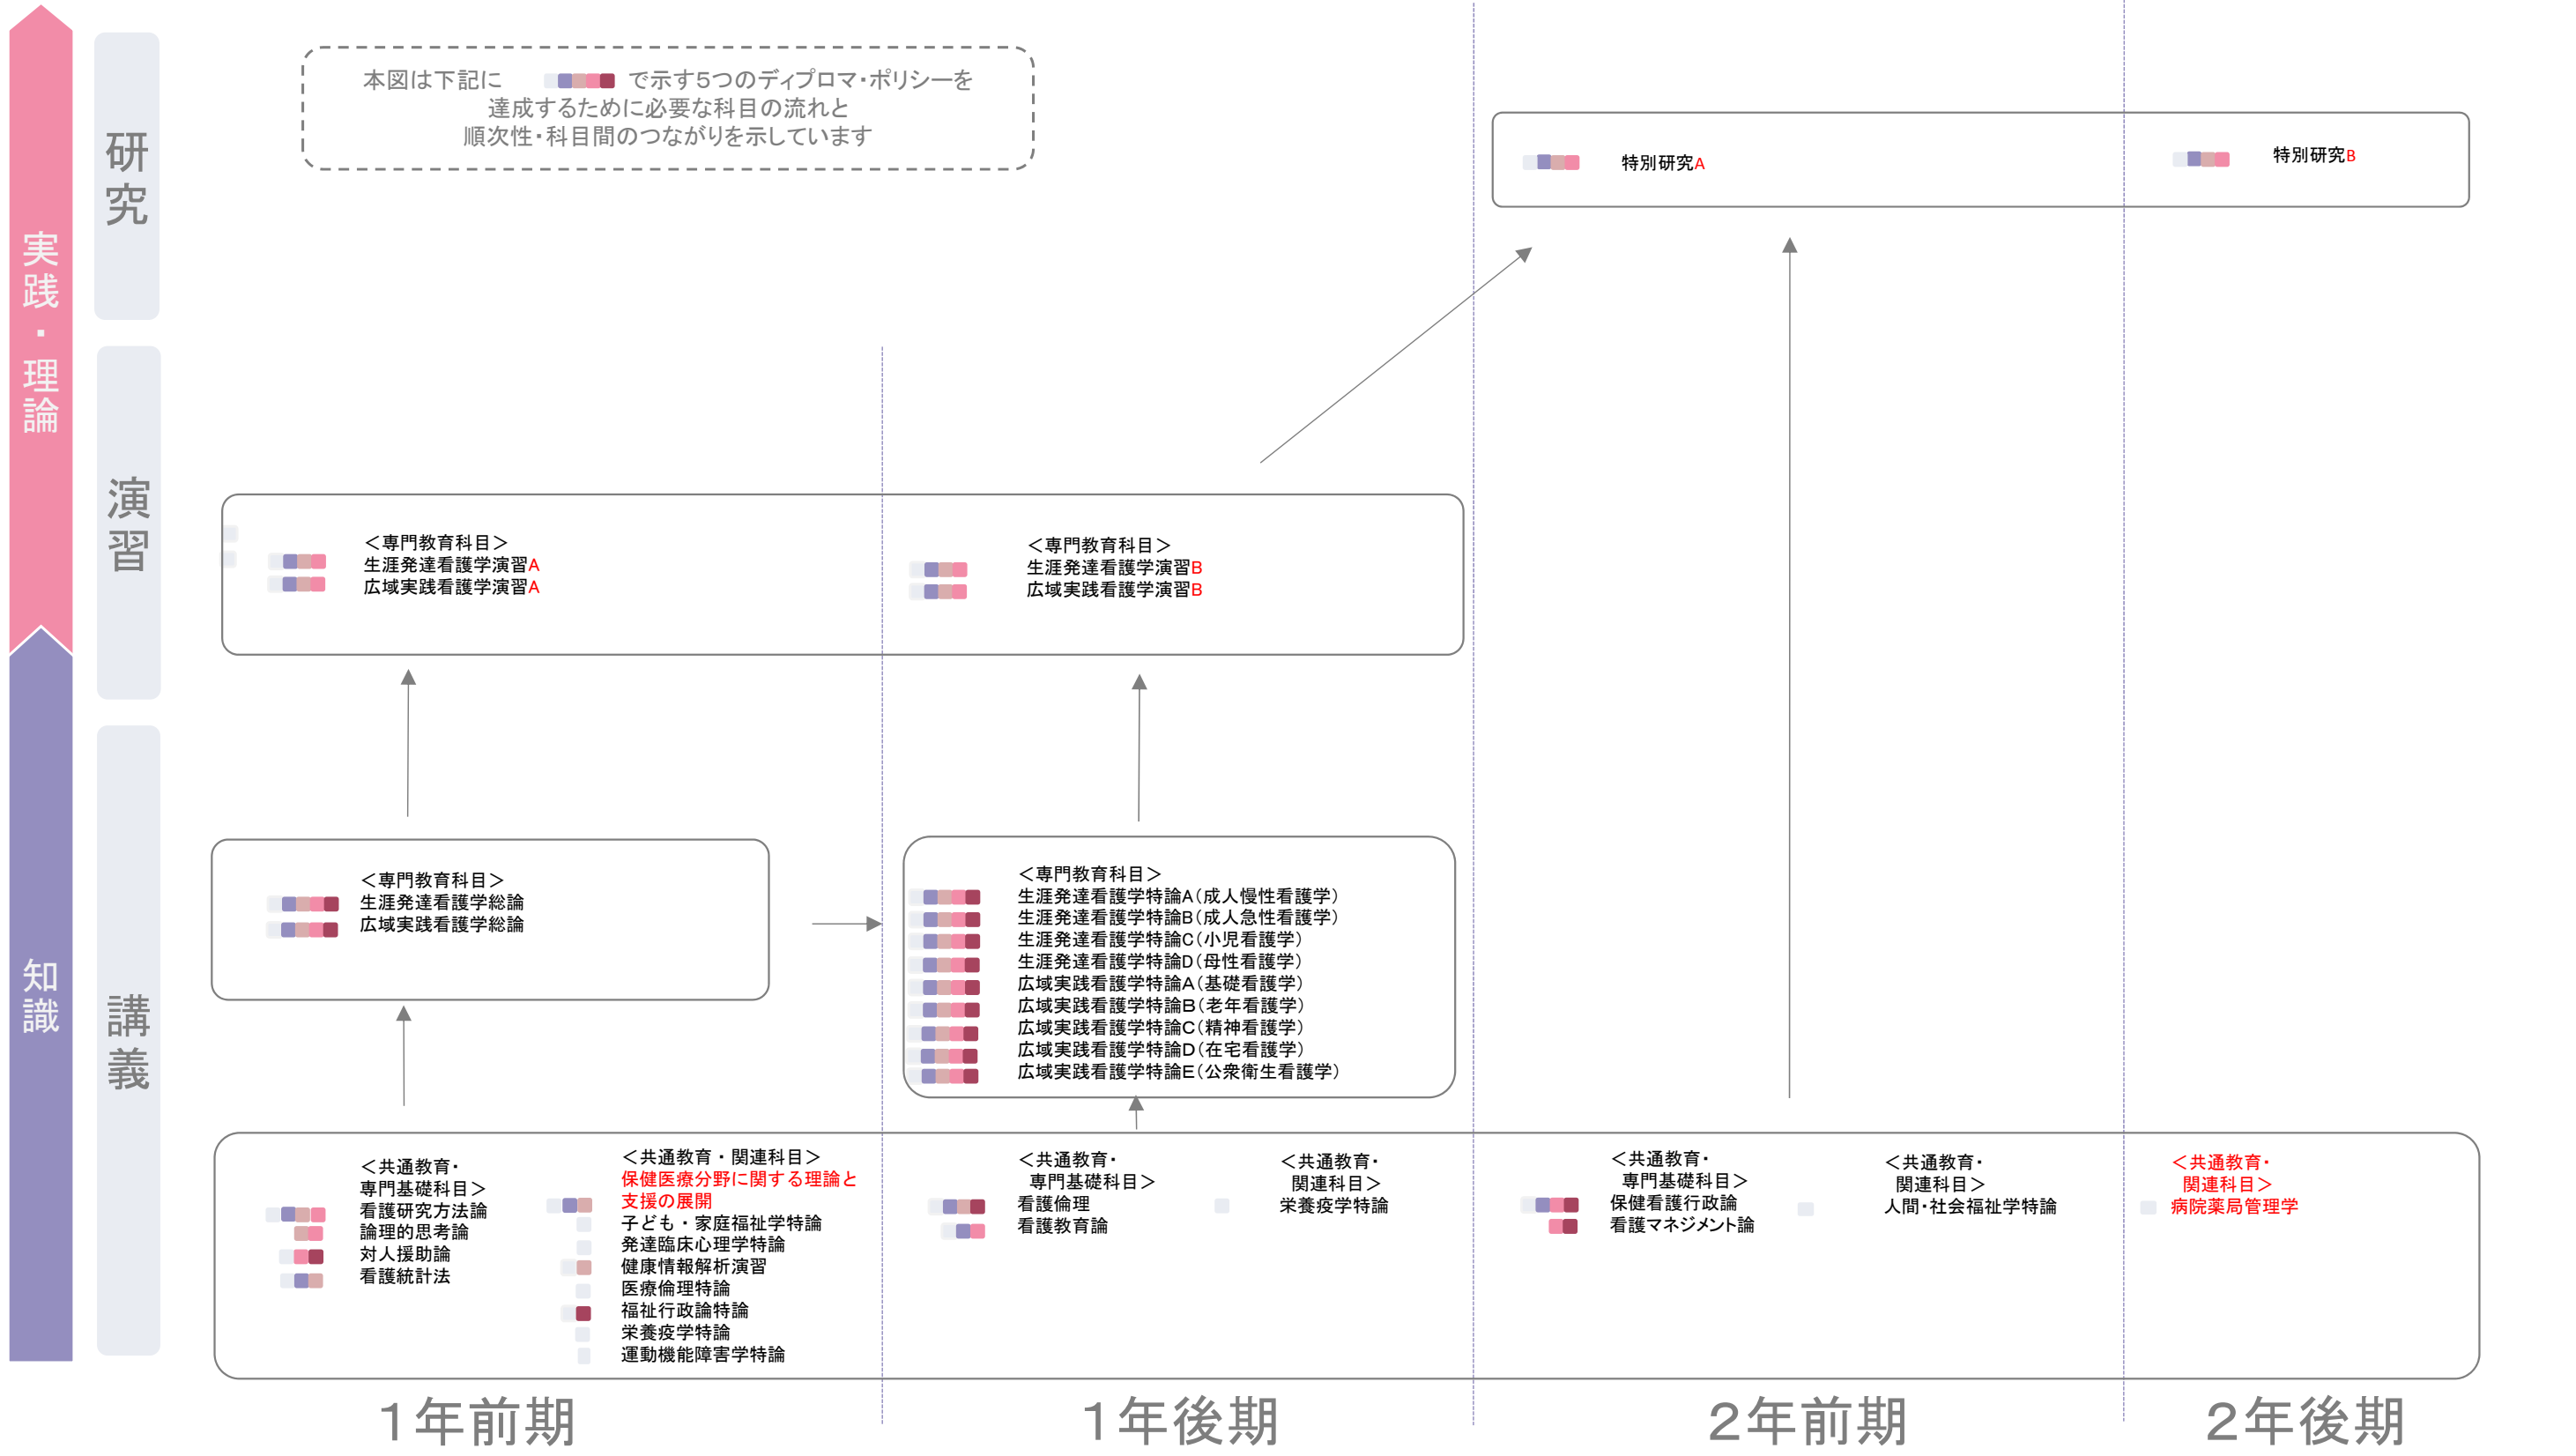 本図は下記に で示す５つのディプロマ・ポリシーを
達成するために必要な科目の流れと
順次性・科目間のつながりを示しています
実践・理論
知識
研究
演習
講義
特別研究A
特別研究B
＜専門教育科目＞
生涯発達看護学演習A
広域実践看護学演習A
＜専門教育科目＞
生涯発達看護学演習B
広域実践看護学演習B
＜専門教育科目＞
生涯発達看護学総論
広域実践看護学総論
＜専門教育科目＞
生涯発達看護学特論A（成人慢性看護学）
生涯発達看護学特論B（成人急性看護学）
生涯発達看護学特論C（小児看護学）
生涯発達看護学特論D（母性看護学）
広域実践看護学特論A（基礎看護学）
広域実践看護学特論B（老年看護学）
広域実践看護学特論C（精神看護学）
広域実践看護学特論D（在宅看護学）
広域実践看護学特論E（公衆衛生看護学）
＜共通教育・
専門基礎科目＞
看護研究方法論
論理的思考論
対人援助論
看護統計法
＜共通教育・関連科目＞
保健医療分野に関する理論と
支援の展開
子ども・家庭福祉学特論
発達臨床心理学特論
健康情報解析演習
医療倫理特論
福祉行政論特論
栄養疫学特論
運動機能障害学特論
＜共通教育・
専門基礎科目＞
看護倫理
看護教育論
＜共通教育・
関連科目＞
栄養疫学特論
＜共通教育・
専門基礎科目＞
保健看護行政論
看護マネジメント論
＜共通教育・
関連科目＞
人間・社会福祉学特論
＜共通教育・
関連科目＞
病院薬局管理学
１年前期
１年後期
２年前期
２年後期